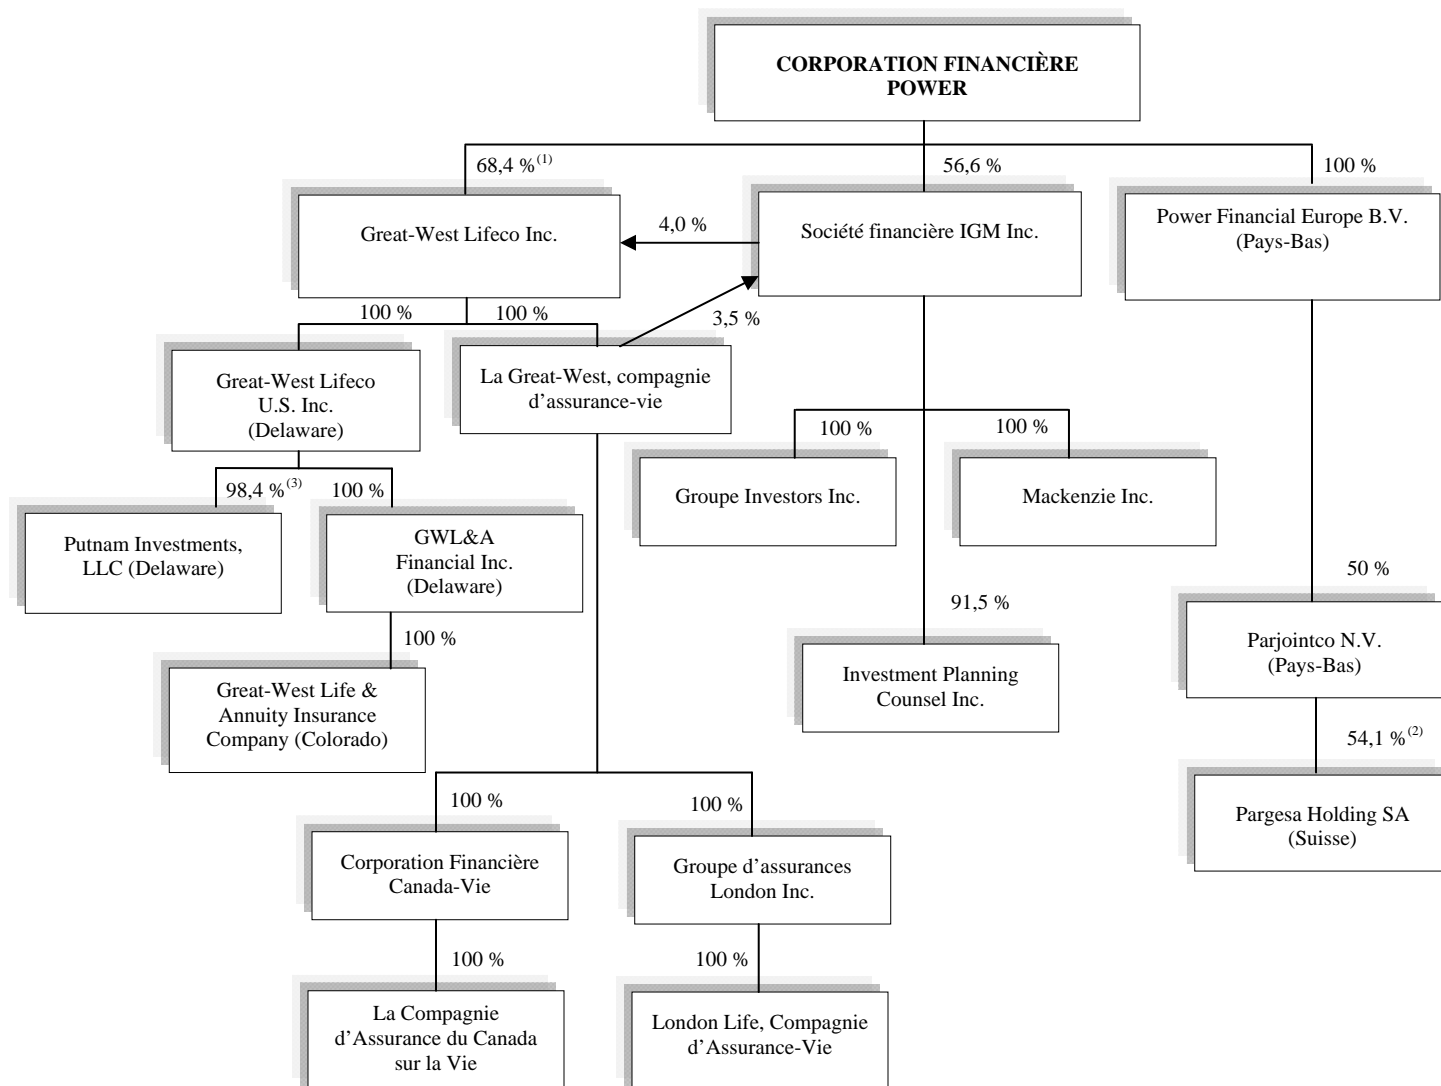 CORPORATION FINANCIÈRE
POWER
68,4 % (1)
56,6 %
100 %
Great-West Lifeco Inc.
4,0 %
Société financière IGM Inc.
Power Financial Europe B.V.
(Pays-Bas)
100 %
100 %
3,5 %
Great-West Lifeco
U.S. Inc.
(Delaware)
La Great-West, compagnie
d’assurance-vie
100 %
100 %
98,4 % (3)
100 %
Groupe Investors Inc.
Mackenzie Inc.
Putnam Investments,
LLC (Delaware)
GWL&A
Financial Inc.
(Delaware)
50 %
91,5 %
100 %
Parjointco N.V.
(Pays-Bas)
Investment Planning
Counsel Inc.
Great-West Life &
Annuity Insurance
Company (Colorado)
54,1 % (2)
100 %
100 %
Pargesa Holding SA
(Suisse)
Corporation Financière
Canada-Vie
Groupe d’assurances
London Inc.
100 %
100 %
La Compagnie
d’Assurance du Canada
sur la Vie
London Life, Compagnie
d’Assurance-Vie